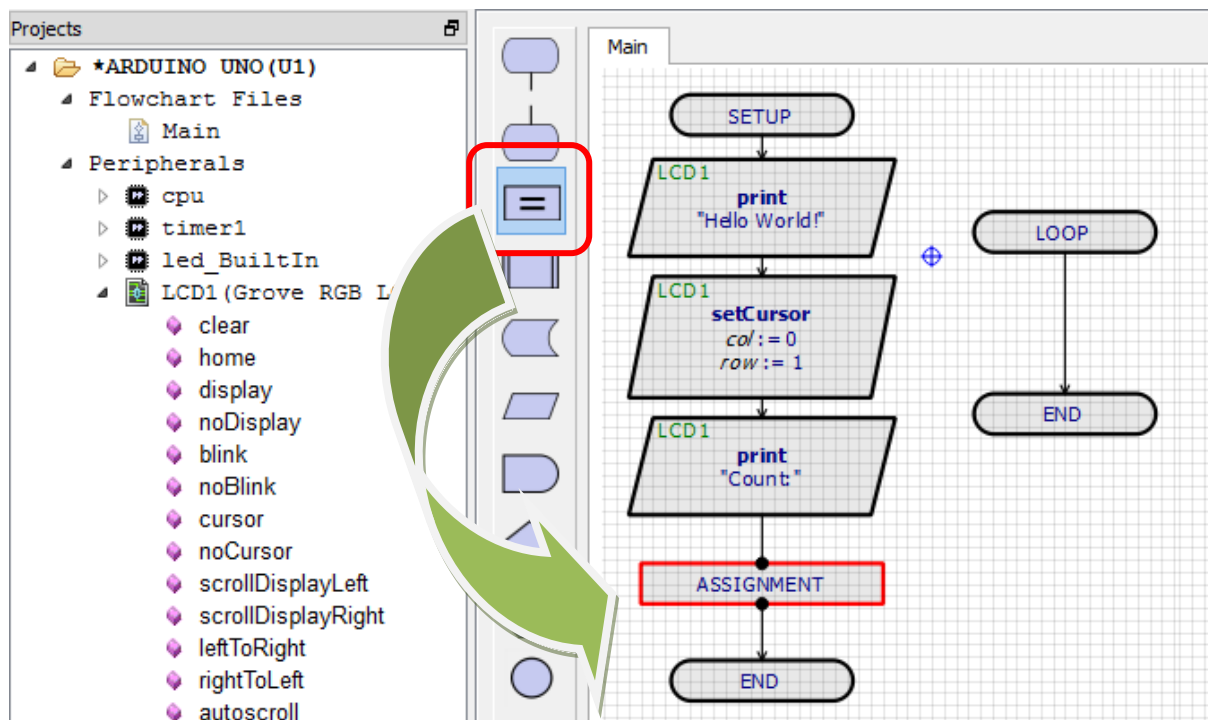 Projects
*ARDUINO UNO(U1)
Flowchart Files
Main
Peripherals
cpu
timer1
led_BuiltIn
LCD1(Grove RGB L
clear
home
display
noDisplay
blink
noBlink
cursor
noCursor
scrollDisplayLeft
scrollDisplayRight
leftToRight
rightToLeft
autoscroll
=
Main
SETUP
LCD1
print
"Hello World!"
LCD1
setCursor
col := 0
row := 1
LCD1
print
"Count:"
ASSIGNMENT
END
LOOP
END